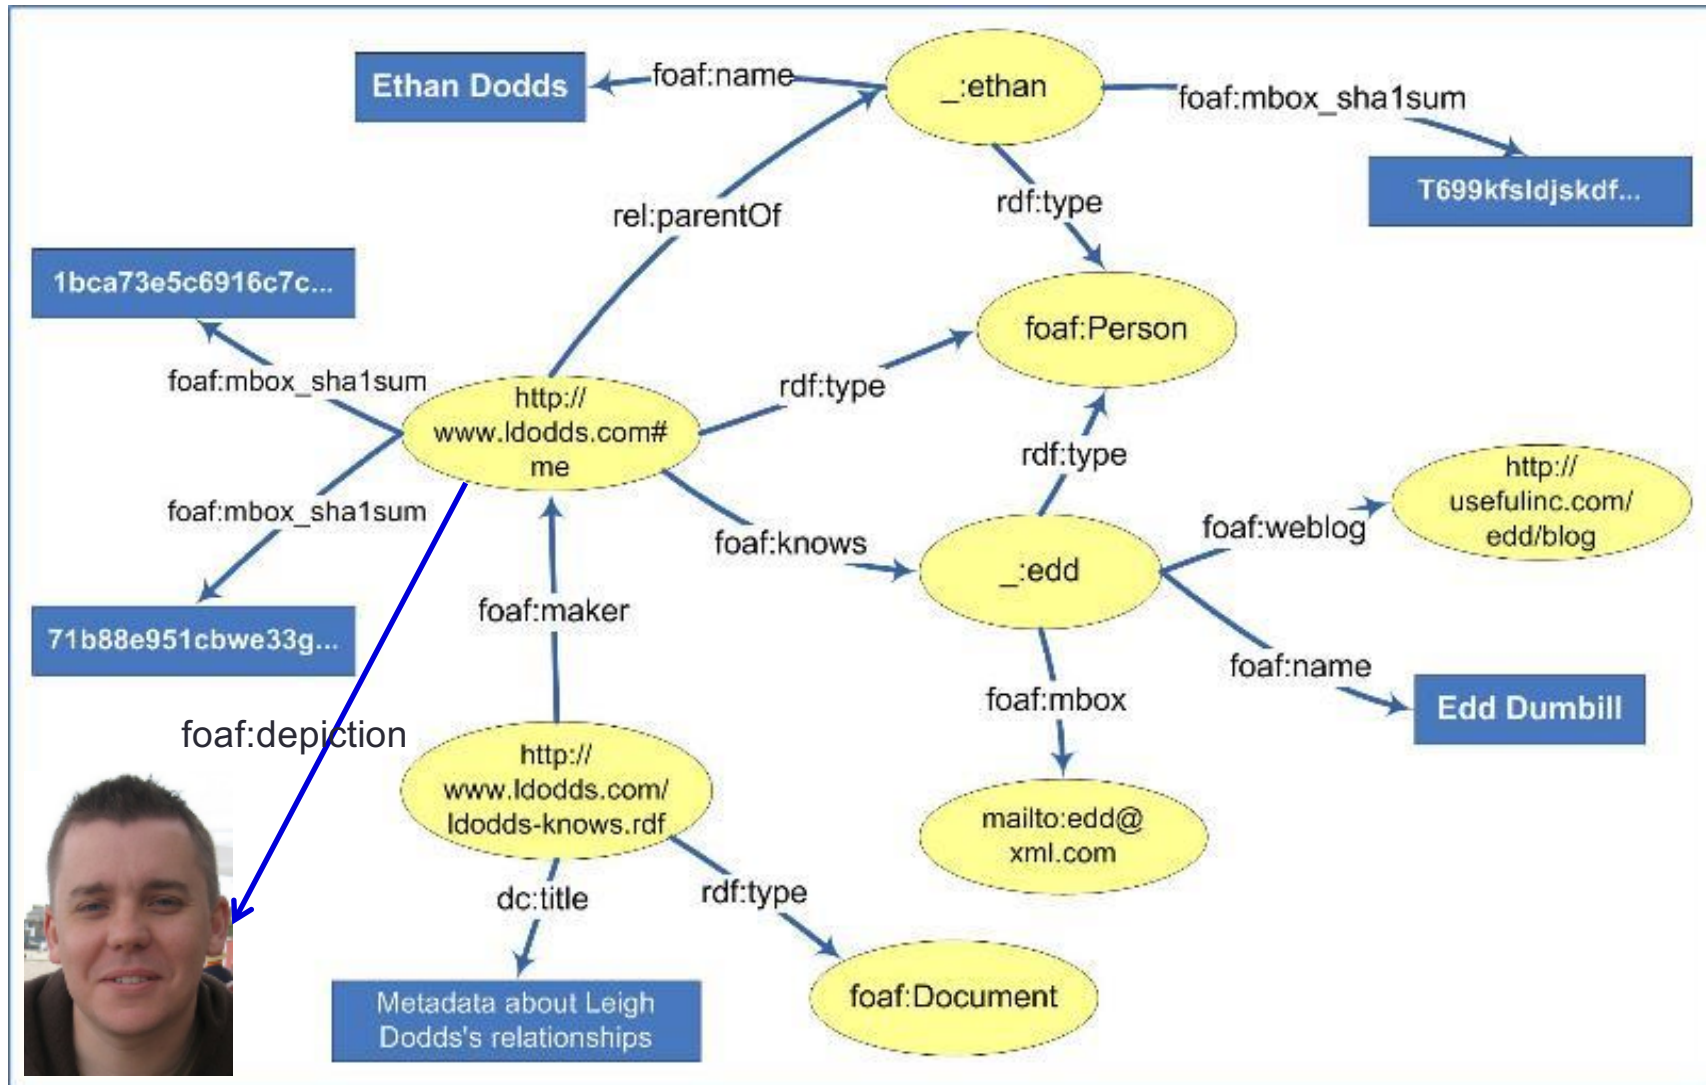 Ethan Dodds
foaf:name
_:ethan
foaf:mbox_sha1sum
T699kfsldjskdf...
rel:parentOf
rdf:type
1bca73e5c6916c7c...
foaf:Person
foaf:mbox_sha1sum
rdf:type
http://
www.ldodds.com#
me
rdf:type
http://
usefulinc.com/
edd/blog
foaf:mbox_sha1sum
foaf:knows
foaf:weblog
_:edd
71b88e951cbwe33g...
foaf:maker
foaf:name
foaf:mbox
Edd Dumbill
foaf:depiction
http://
www.ldodds.com/
ldodds-knows.rdf
mailto:edd@
xml.com
dc:title
rdf:type
Metadata about Leigh
Dodds's relationships
foaf:Document